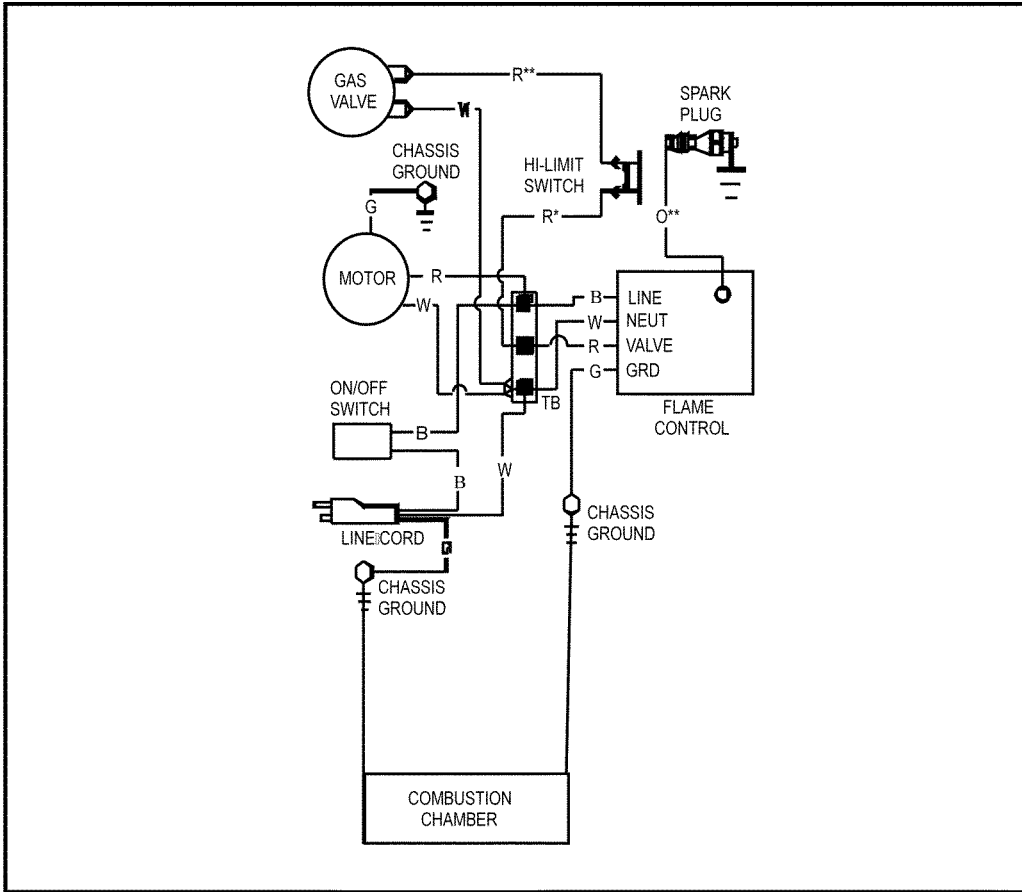 GAS
VALVE
R**
W
SPARK
PLUG
CHASSIS
GROUND
HI-LIMIT
SWITCH
G
R*
O**
MOTOR
R
W
B
LINE
W
NEUT
R
VALVE
G
GRD
ON/OFF
SWITCH
TB
FLAME
CONTROL
B
W
B
LINE CORD
CHASSIS
GROUND
CHASSIS
GROUND
COMBUSTION
CHAMBER